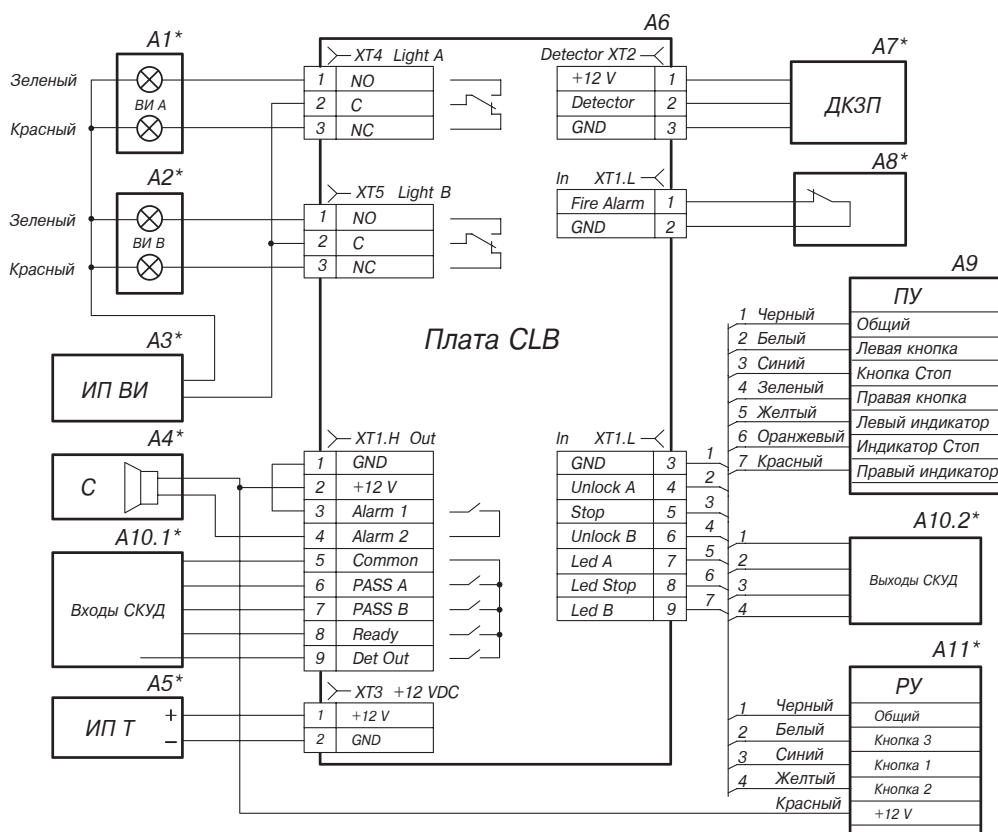 A6
A1*
Зеленый
ВИ А
Красный
A2*
Зеленый
ВИ В
Красный
A3*
ИП ВИ
A4*
С
A10.1*
Входы СКУД
A5*
ИП Т
+
−
XT4 Light A
1 NO
2 C
3 NC
XT5 Light B
1 NO
2 C
3 NC
Плата CLB
XT1.H Out
1 GND
2 +12 V
3 Alarm 1
4 Alarm 2
5 Common
6 PASS A
7 PASS B
8 Ready
9 Det Out
XT3 +12 VDC
1 +12 V
2 GND
Detector XT2
+12 V 1
Detector 2
GND 3
In XT1.L
Fire Alarm 1
GND 2
In XT1.L
GND 3
Unlock A 4
Stop 5
Unlock B 6
Led A 7
Led Stop 8
Led B 9
1
2
3
4
5
6
7
A7*
ДКЗП
A8*
A9
ПУ
1 Черный Общий
2 Белый Левая кнопка
3 Синий Кнопка Стоп
4 Зеленый Правая кнопка
5 Желтый Левый индикатор
6 Оранжевый Индикатор Стоп
7 Красный Правый индикатор
A10.2*
1
2
3
4
Выходы СКУД
A11*
РУ
1 Черный Общий
2 Белый Кнопка 3
3 Синий Кнопка 1
4 Желтый Кнопка 2
Красный +12 V